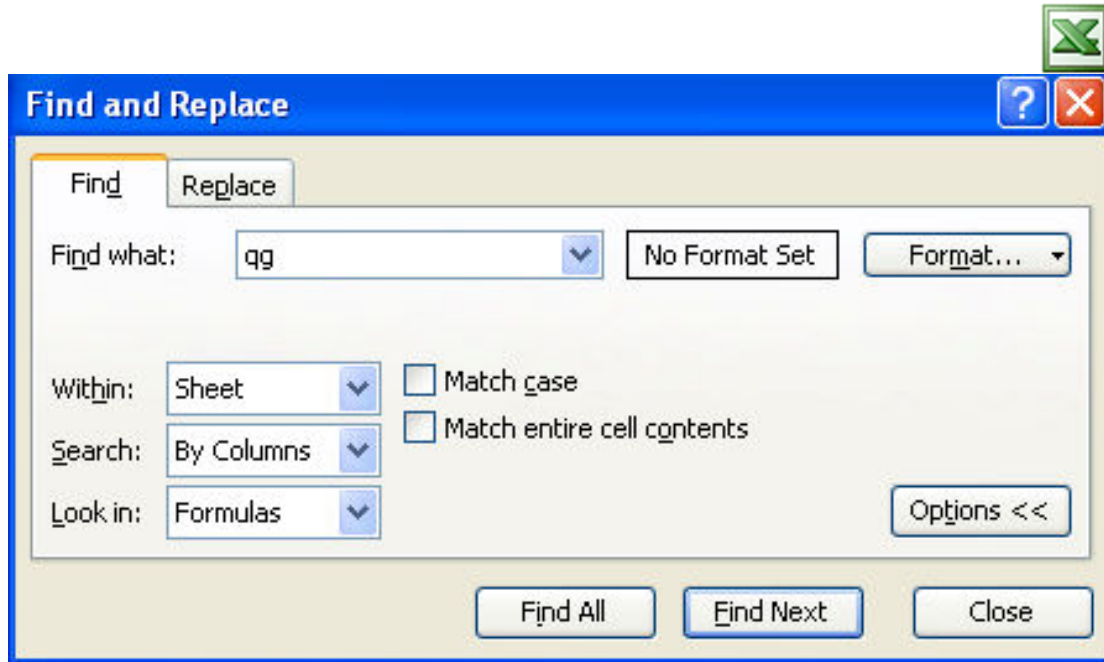 Find and Replace
Find Replace
Find what: qg No Format Set Format...
Within: Sheet Match case
Match entire cell contents
Search: By Columns
Look in: Formulas Options <<
Find All Find Next Close